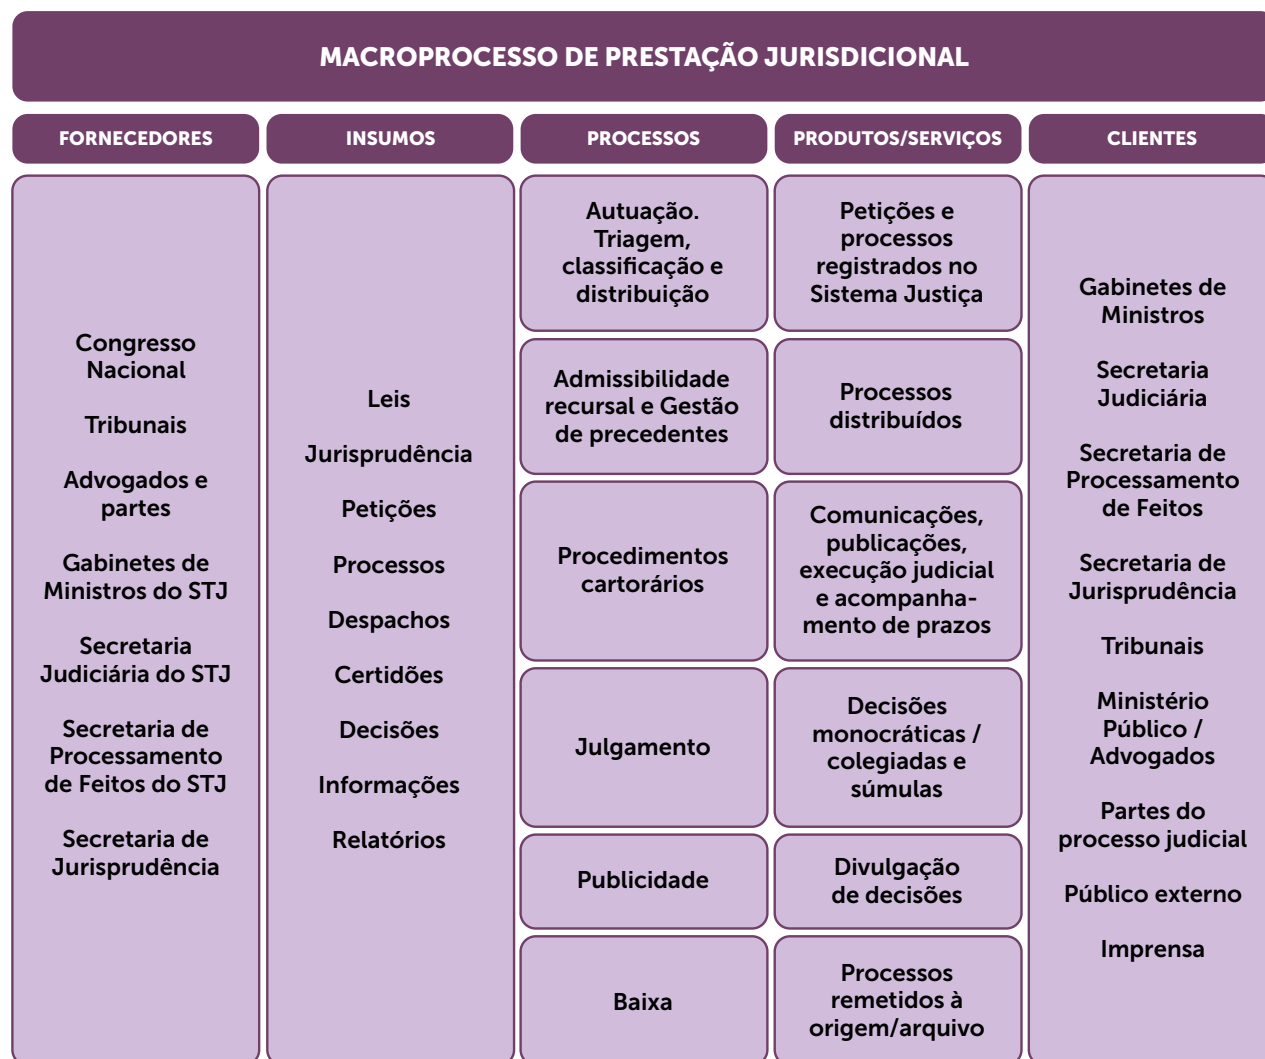 MACROPROCESSO DE PRESTAÇÃO JURISDICIONAL
FORNECEDORES
INSUMOS
PROCESSOS
PRODUTOS/SERVIÇOS
CLIENTES
Congresso
Nacional
Tribunais
Advogados e
partes
Gabinetes de
Ministros do STJ
Secretaria
Judiciária do STJ
Secretaria de
Processamento
de Feitos do STJ
Secretaria de
Jurisprudência
Leis
Jurisprudência
Petições
Processos
Despachos
Certidões
Decisões
Informações
Relatórios
Autuação.
Triagem,
classificação e
distribuição
Admissibilidade
recursal e Gestão
de precedentes
Procedimentos
cartorários
Julgamento
Publicidade
Baixa
Petições e
processos
registrados no
Sistema Justiça
Processos
distribuídos
Comunicações,
publicações,
execução judicial
e acompanha-
mento de prazos
Decisões
monocráticas /
colegiadas e
súmulas
Divulgação
de decisões
Processos
remetidos à
origem/arquivo
Gabinetes de
Ministros
Secretaria
Judiciária
Secretaria de
Processamento
de Feitos
Secretaria de
Jurisprudência
Tribunais
Ministério
Público /
Advogados
Partes do
processo judicial
Público externo
Imprensa